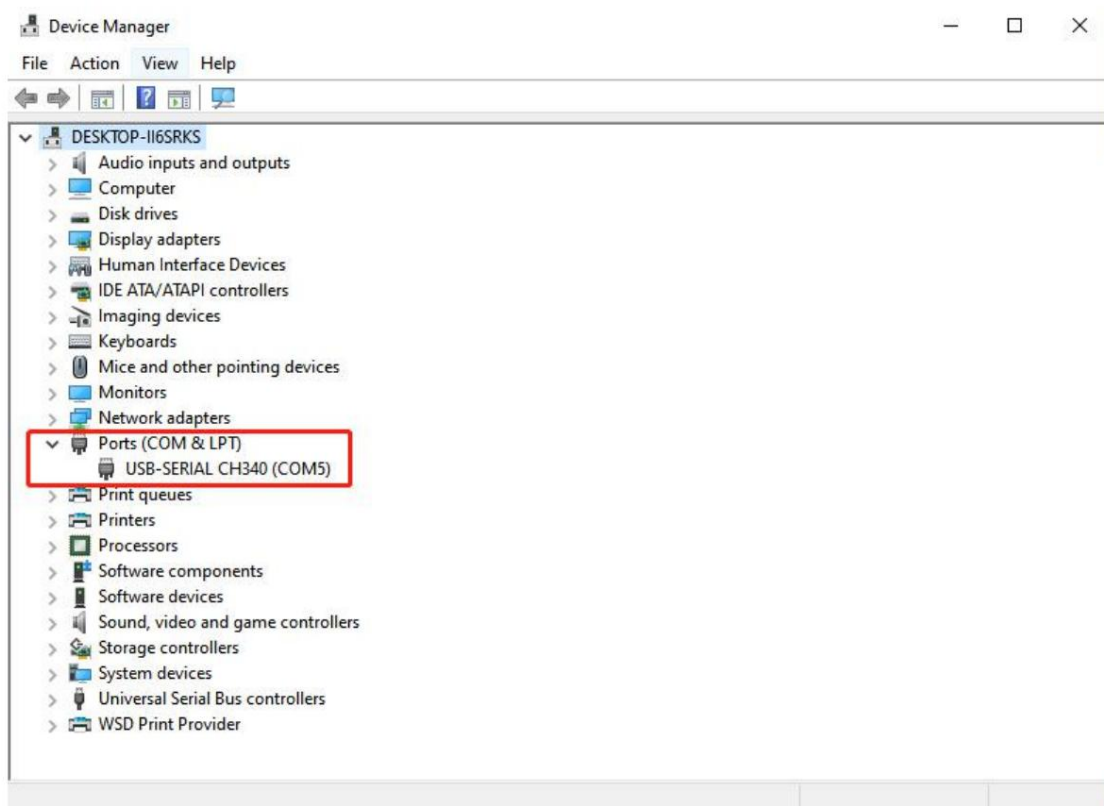 Device Manager
File Action View Help
DESKTOP-II6SRKS
Audio inputs and outputs
Computer
Disk drives
Display adapters
Human Interface Devices
IDE ATA/ATAPI controllers
Imaging devices
Keyboards
Mice and other pointing devices
Monitors
Network adapters
Ports (COM & LPT)
USB-SERIAL CH340 (COM5)
Print queues
Printers
Processors
Software components
Software devices
Sound, video and game controllers
Storage controllers
System devices
Universal Serial Bus controllers
WSD Print Provider